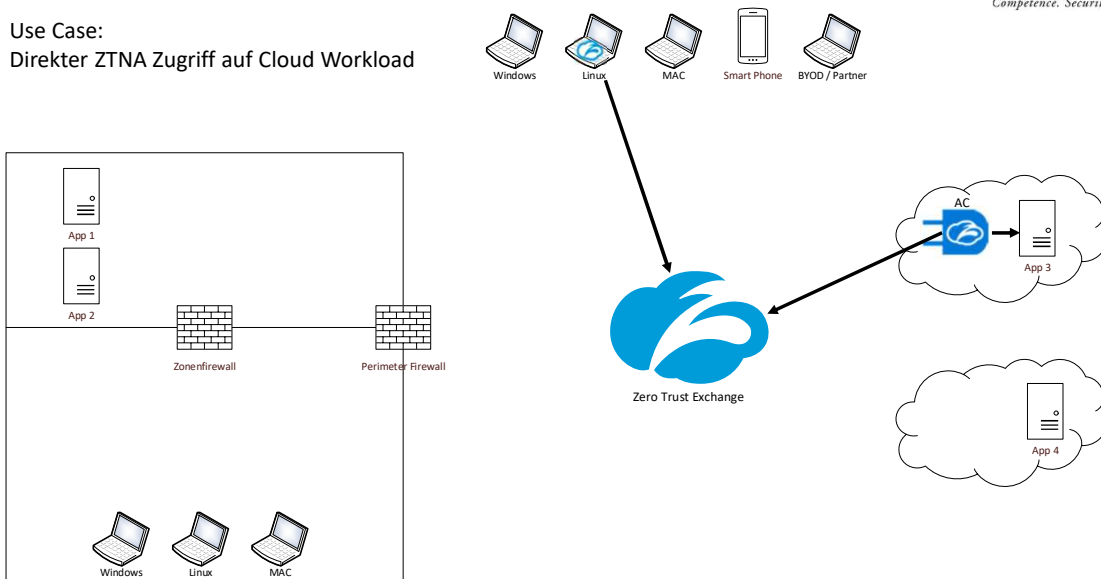 Competence. Securi
Use Case:
Direkter ZTNA Zugriff auf Cloud Workload
Windows
Linux
MAC
Smart Phone
BYOD / Partner
App 1
App 2
Zonenfirewall
Perimeter Firewall
AC
App 3
Zero Trust Exchange
App 4
Windows
Linux
MAC